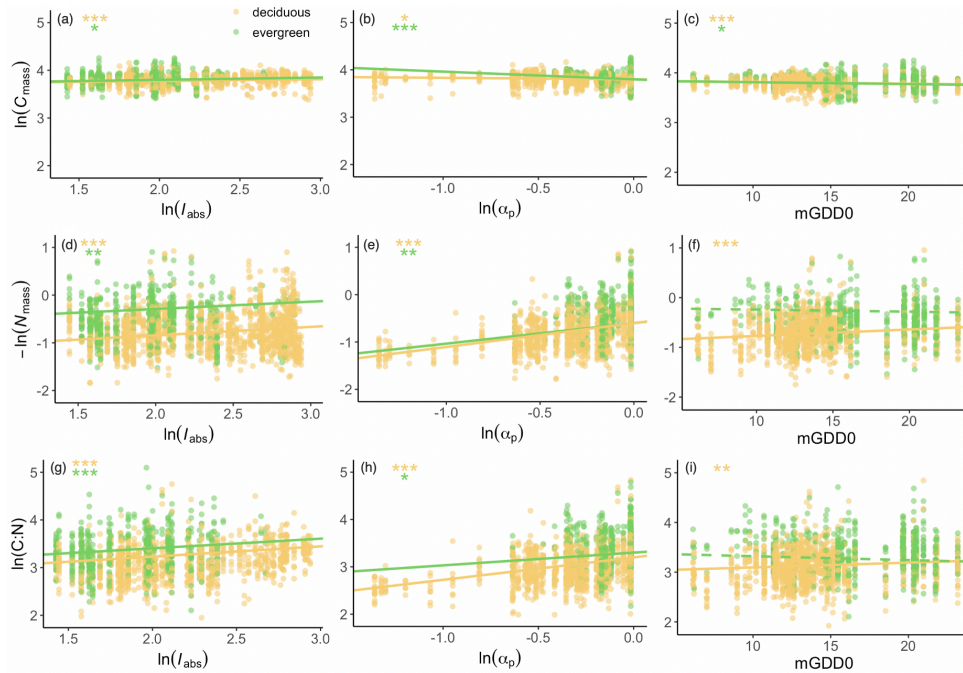 (a) *** deciduous (b) * (c) ***
* evergreen *** *
ln(Cmass) 5 4 3 2
1.5 2.0 2.5 3.0
ln(Iabs)
5 4 3 2
-1.0 -0.5 0.0
ln(αp)
5 4 3 2
10 15 20
mGDD0
(d) *** (e) *** (f) ***
** **
−ln(Nmass) 1 0 -1 -2
1.5 2.0 2.5 3.0
ln(Iabs)
1 0 -1 -2
-1.0 -0.5 0.0
ln(αp)
1 0 -1 -2
10 15 20
mGDD0
(g) *** (h) *** (i) **
*** *
ln(C:N) 5 4 3 2
1.5 2.0 2.5 3.0
ln(Iabs)
5 4 3 2
-1.0 -0.5 0.0
ln(αp)
5 4 3 2
10 15 20
mGDD0